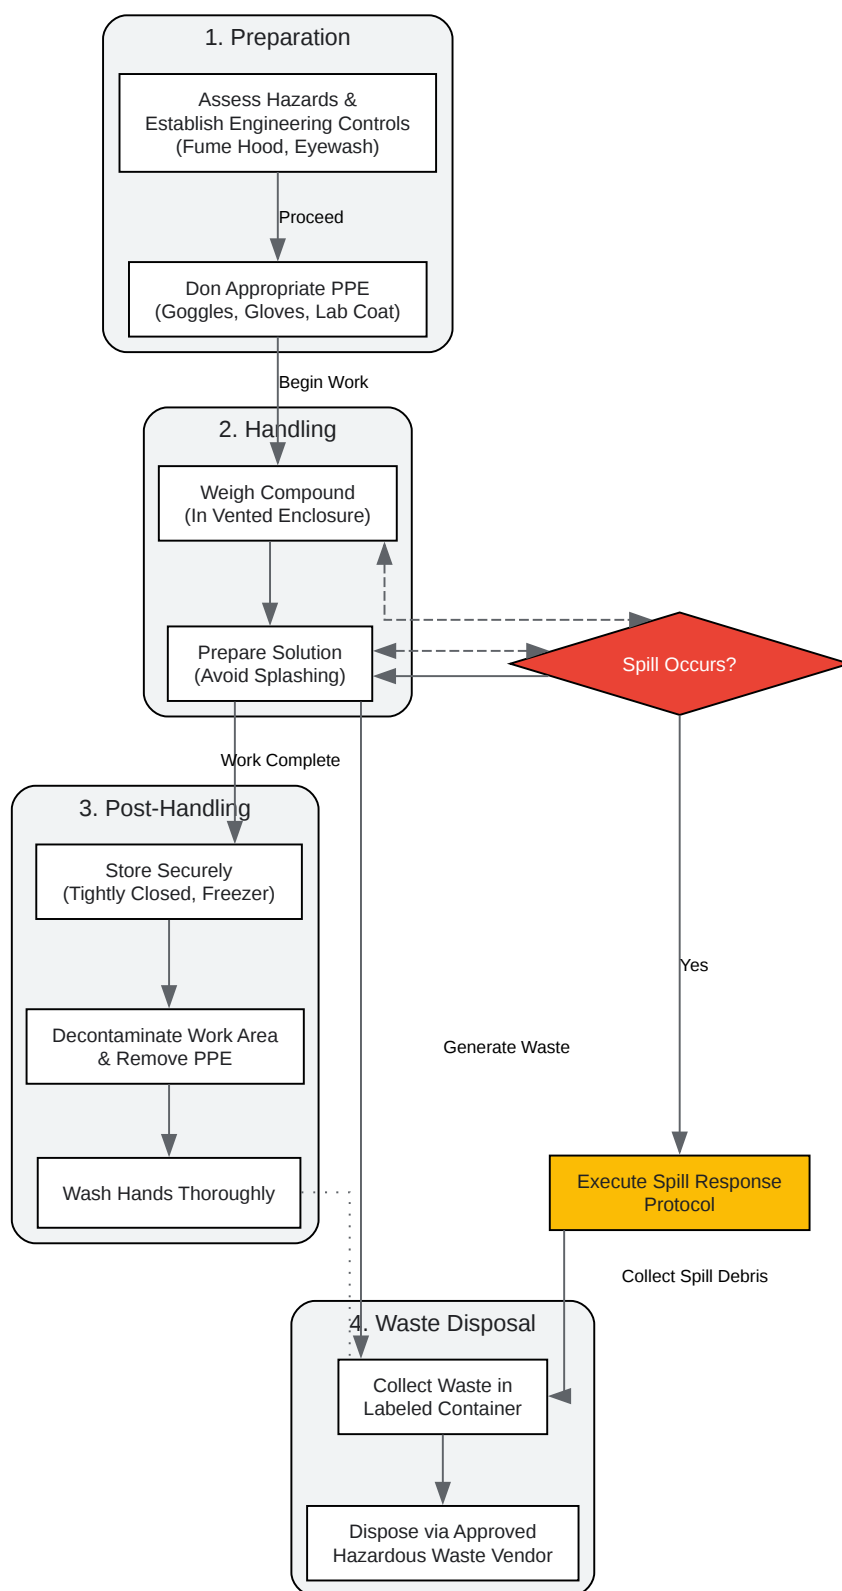 1. Preparation
Assess Hazards &
Establish Engineering Controls
(Fume Hood, Eyewash)
Proceed
Don Appropriate PPE
(Goggles, Gloves, Lab Coat)
Begin Work
2. Handling
Weigh Compound
(In Vented Enclosure)
Prepare Solution
(Avoid Splashing)
Spill Occurs?
Work Complete
3. Post-Handling
Store Securely
(Tightly Closed, Freezer)
Yes
Decontaminate Work Area
& Remove PPE
Generate Waste
Wash Hands Thoroughly
Execute Spill Response
Protocol
Collect Spill Debris
4. Waste Disposal
Collect Waste in
Labeled Container
Dispose via Approved
Hazardous Waste Vendor